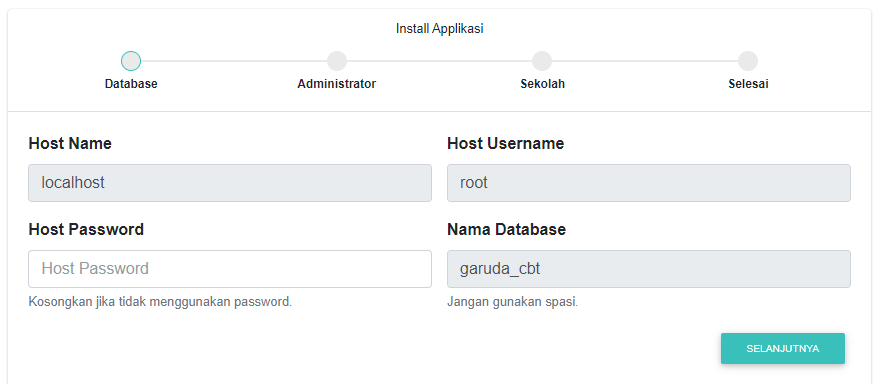 Install Applikasi
Database Administrator Sekolah Selesai
Host Name Host Username
localhost root
Host Password Nama Database
Host Password garuda_cbt
Kosongkan jika tidak menggunakan password. Jangan gunakan spasi.
SELANJUTNYA